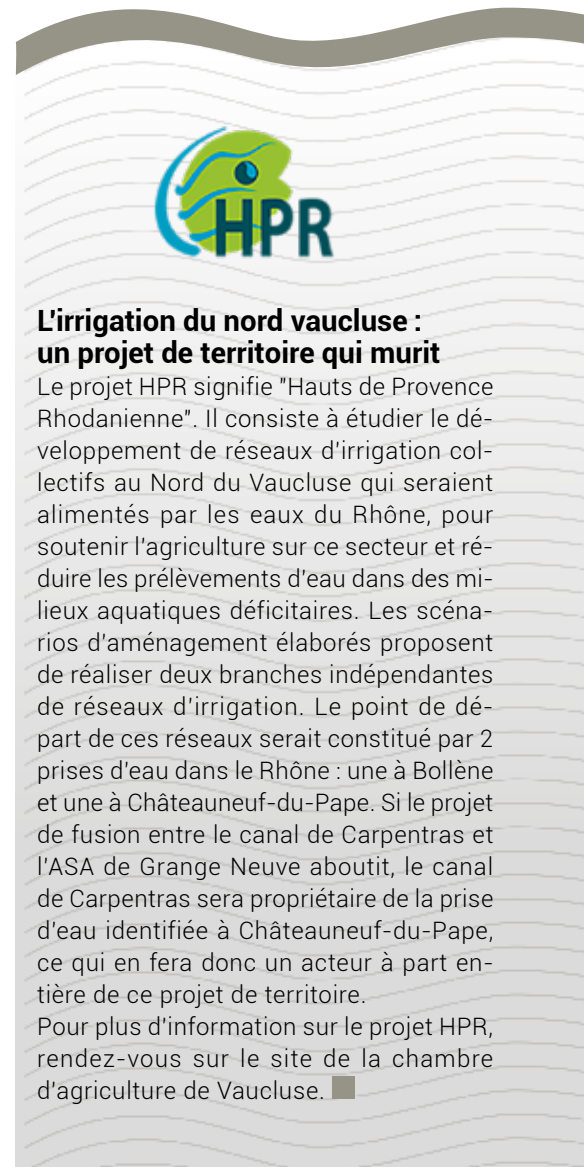 HPR
L'irrigation du nord vaucluse :
un projet de territoire qui murit
Le projet HPR signifie "Hauts de Provence
Rhodanienne". Il consiste à étudier le dé-
veloppement de réseaux d'irrigation col-
lectifs au Nord du Vaucluse qui seraient
alimentés par les eaux du Rhône, pour
soutenir l'agriculture sur ce secteur et ré-
duire les prélèvements d'eau dans des mi-
lieux aquatiques déficitaires. Les scéna-
rios d'aménagement élaborés proposent
de réaliser deux branches indépendantes
de réseaux d'irrigation. Le point de dé-
part de ces réseaux serait constitué par 2
prises d'eau dans le Rhône : une à Bollène
et une à Châteauneuf-du-Pape. Si le projet
de fusion entre le canal de Carpentras et
l'ASA de Grange Neuve aboutit, le canal
de Carpentras sera propriétaire de la prise
d'eau identifiée à Châteauneuf-du-Pape,
ce qui en fera donc un acteur à part en-
tière de ce projet de territoire.
Pour plus d'information sur le projet HPR,
rendez-vous sur le site de la chambre
d'agriculture de Vaucluse.